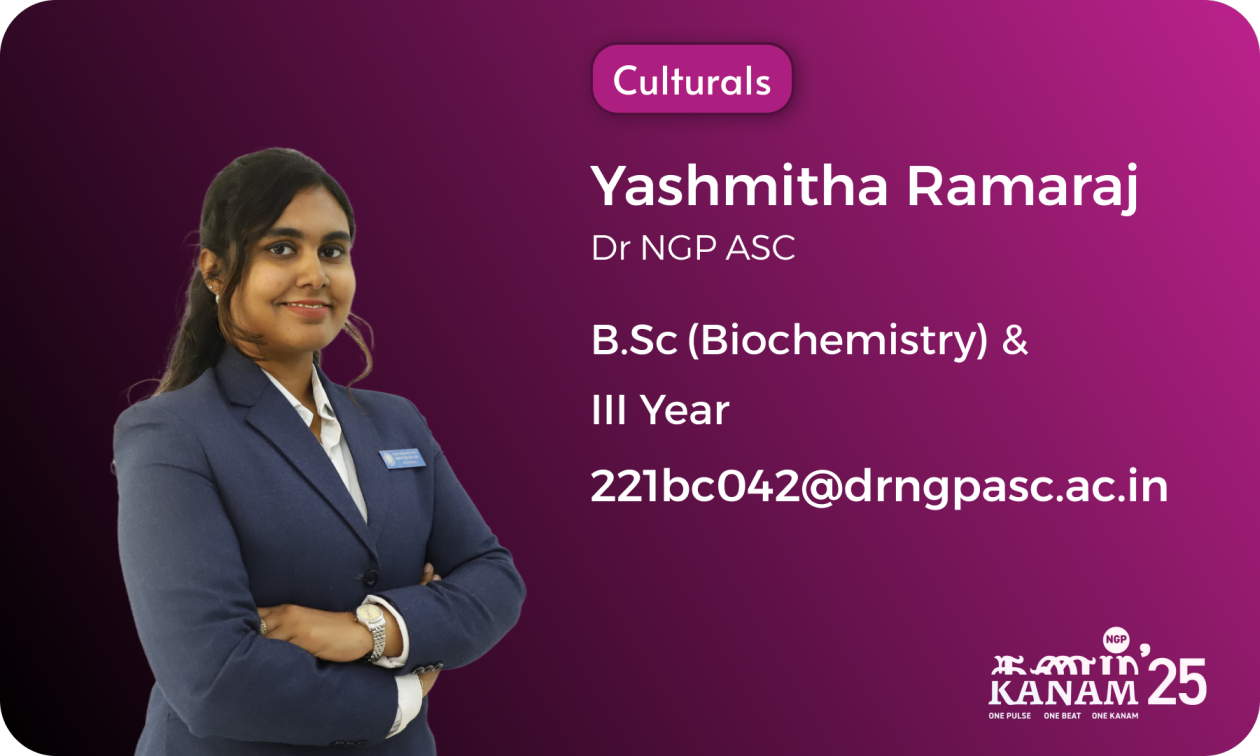 Culturals
Yashmitha Ramaraj
Dr NGP ASC
B.Sc (Biochemistry) &
III Year
221bc042@drngpasc.ac.in
NGP
KANAM'25
ONE PULSE ONE BEAT ONE KANAM